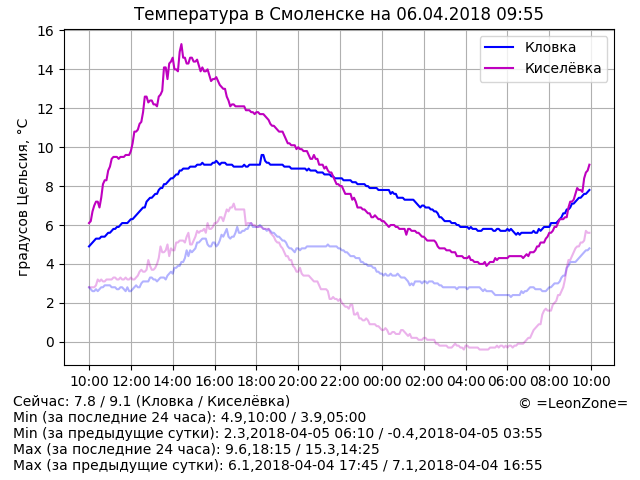 Температура в Смоленске на 06.04.2018 09:55
градусов Цельсия, °C
16
14
12
10
8
6
4
2
0
Кловка
Киселёвка
10:00 12:00 14:00 16:00 18:00 20:00 22:00 00:00 02:00 04:00 06:00 08:00 10:00
Сейчас: 7.8 / 9.1 (Кловка / Киселёвка)
© =LeonZone=
Min (за последние 24 часа): 4.9,10:00 / 3.9,05:00
Min (за предыдущие сутки): 2.3,2018-04-05 06:10 / -0.4,2018-04-05 03:55
Max (за последние 24 часа): 9.6,18:15 / 15.3,14:25
Max (за предыдущие сутки): 6.1,2018-04-04 17:45 / 7.1,2018-04-04 16:55